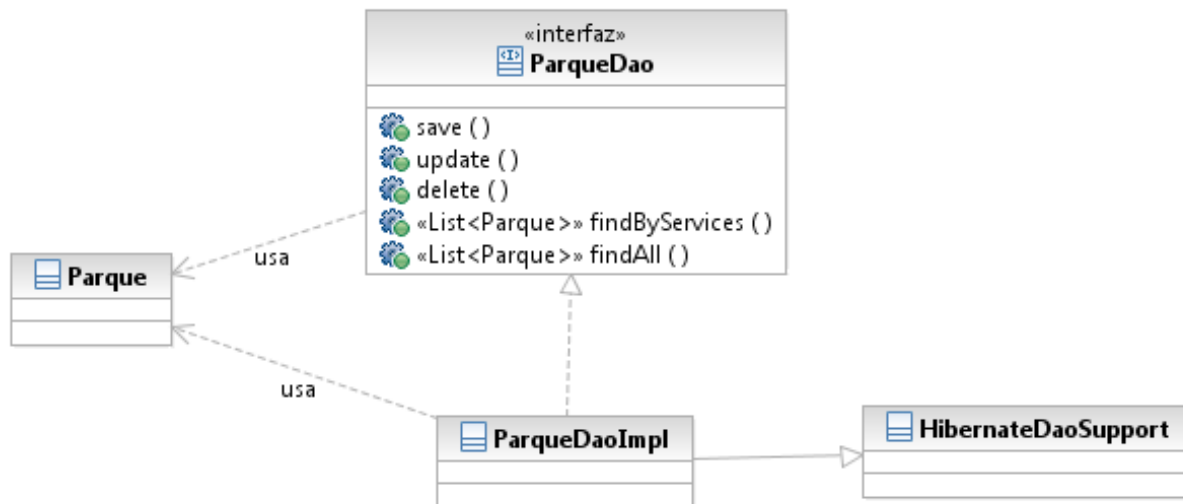 «interfaz»
ParqueDao
save ()
update ()
delete ()
«List<Parque>» findByServices ()
«List<Parque>» findAll ()
usa
Parque
usa
ParqueDaoImpl
HibernateDaoSupport